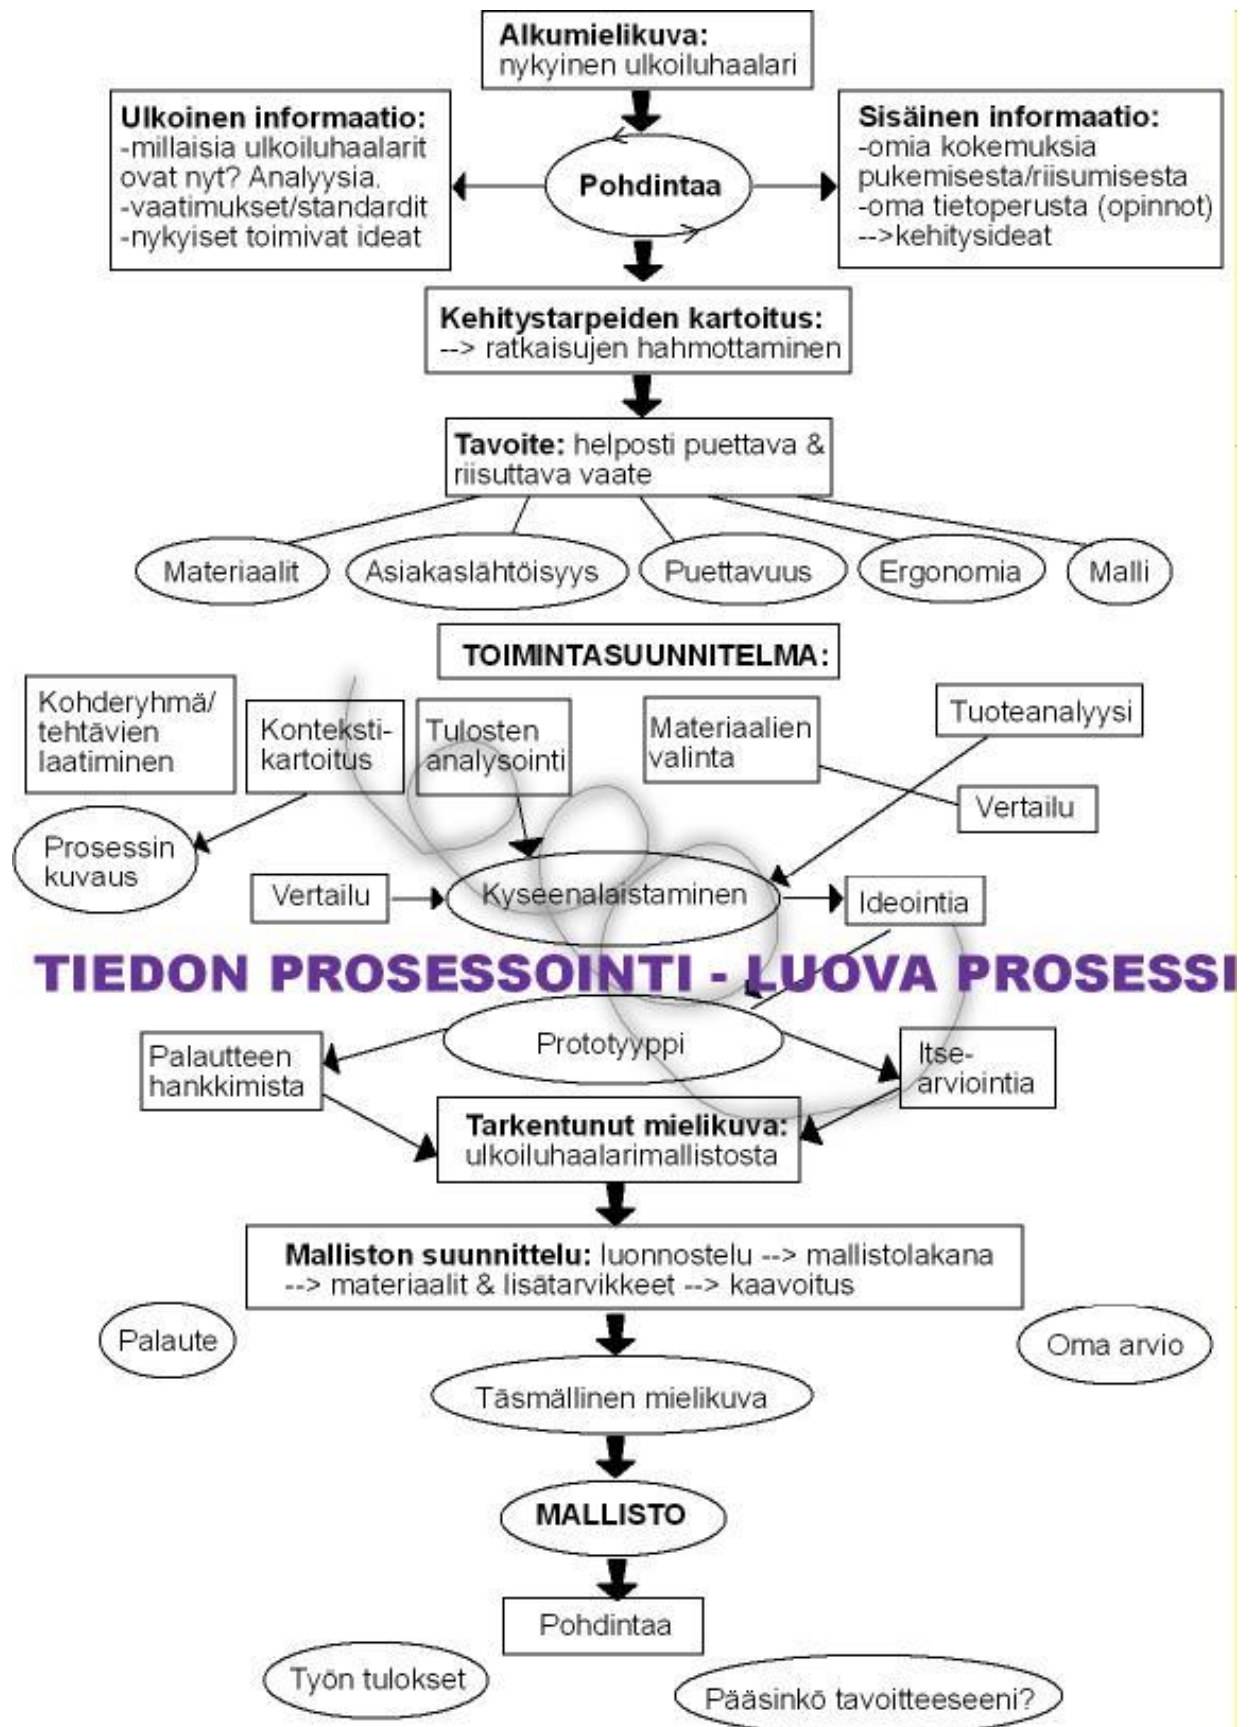 Alkumielikuva:
nykyinen ulkoiluhaalari
Ulkoinen informaatio:
-millaisia ulkoiluhaalarit
ovat nyt? Analyysia.
-vaatimukset/standardit
-nykyiset toimivat ideat
Pohdintaa
Sisäinen informaatio:
-omia kokemuksia
pukemisesta/riisumisesta
-oma tietoperusta (opinnot)
-->kehitysideat
Kehitystarpeiden kartoitus:
--> ratkaisujen hahmottaminen
Tavoite: helposti puettava &
riisuttava vaate
Materiaalit
Asiakaslähtöisyys
Puettavuus
Ergonomia
Malli
TOIMINTASUUNNITELMA:
Kohderyhmä/
tehtävien
laatiminen
Konteksti-
kartoitus
Tulosten
analysointi
Materiaalien
valinta
Tuoteanalyysi
Vertailu
Prosessin
kuvaus
Vertailu
Kyseenalaistaminen
Ideointia
TIEDON PROSESSOINTI - LUOVA PROSESSI
Palautteen
hankkimista
Prototyyppi
Itse-
arviointia
Tarkentunut mielikuva:
ulkoiluhaalarimallistosta
Malliston suunnittelu: luonnostelu --> mallistolakana
--> materiaalit & lisätarvikkeet --> kaavoitus
Palaute
Oma arvio
Täsmällinen mielikuva
MALLISTO
Pohdintaa
Työn tulokset
Pääsinkö tavoitteeseeni?